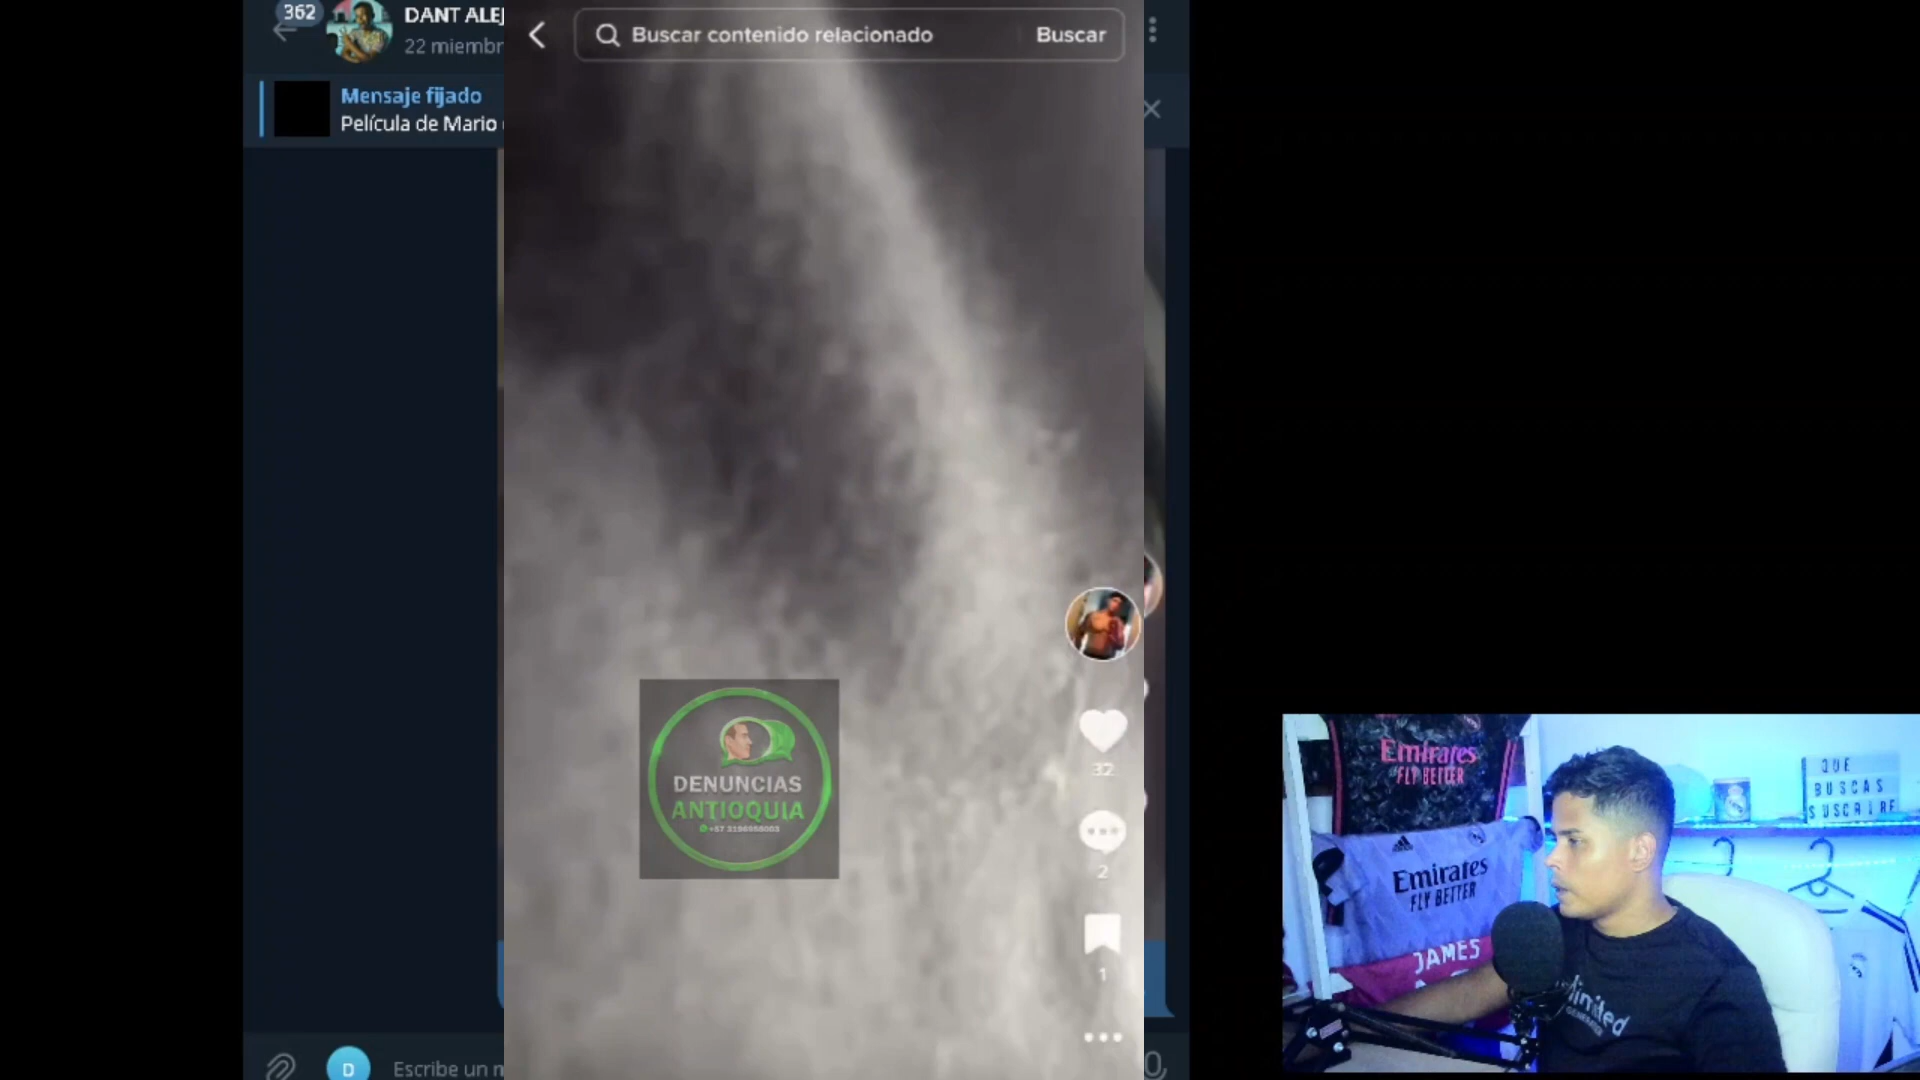 362
DANT ALEJ
22 miembr
Mensaje fijado
Película de Mario
Buscar contenido relacionado
Buscar
DENUNCIAS
ANTIOQUIA
32
2
1
D
Escribe un m
Emirates
FLY BETTER
Emirates
FLY BETTER
JAMES
QUE
BUSCAS
SUSCRIBE
limited